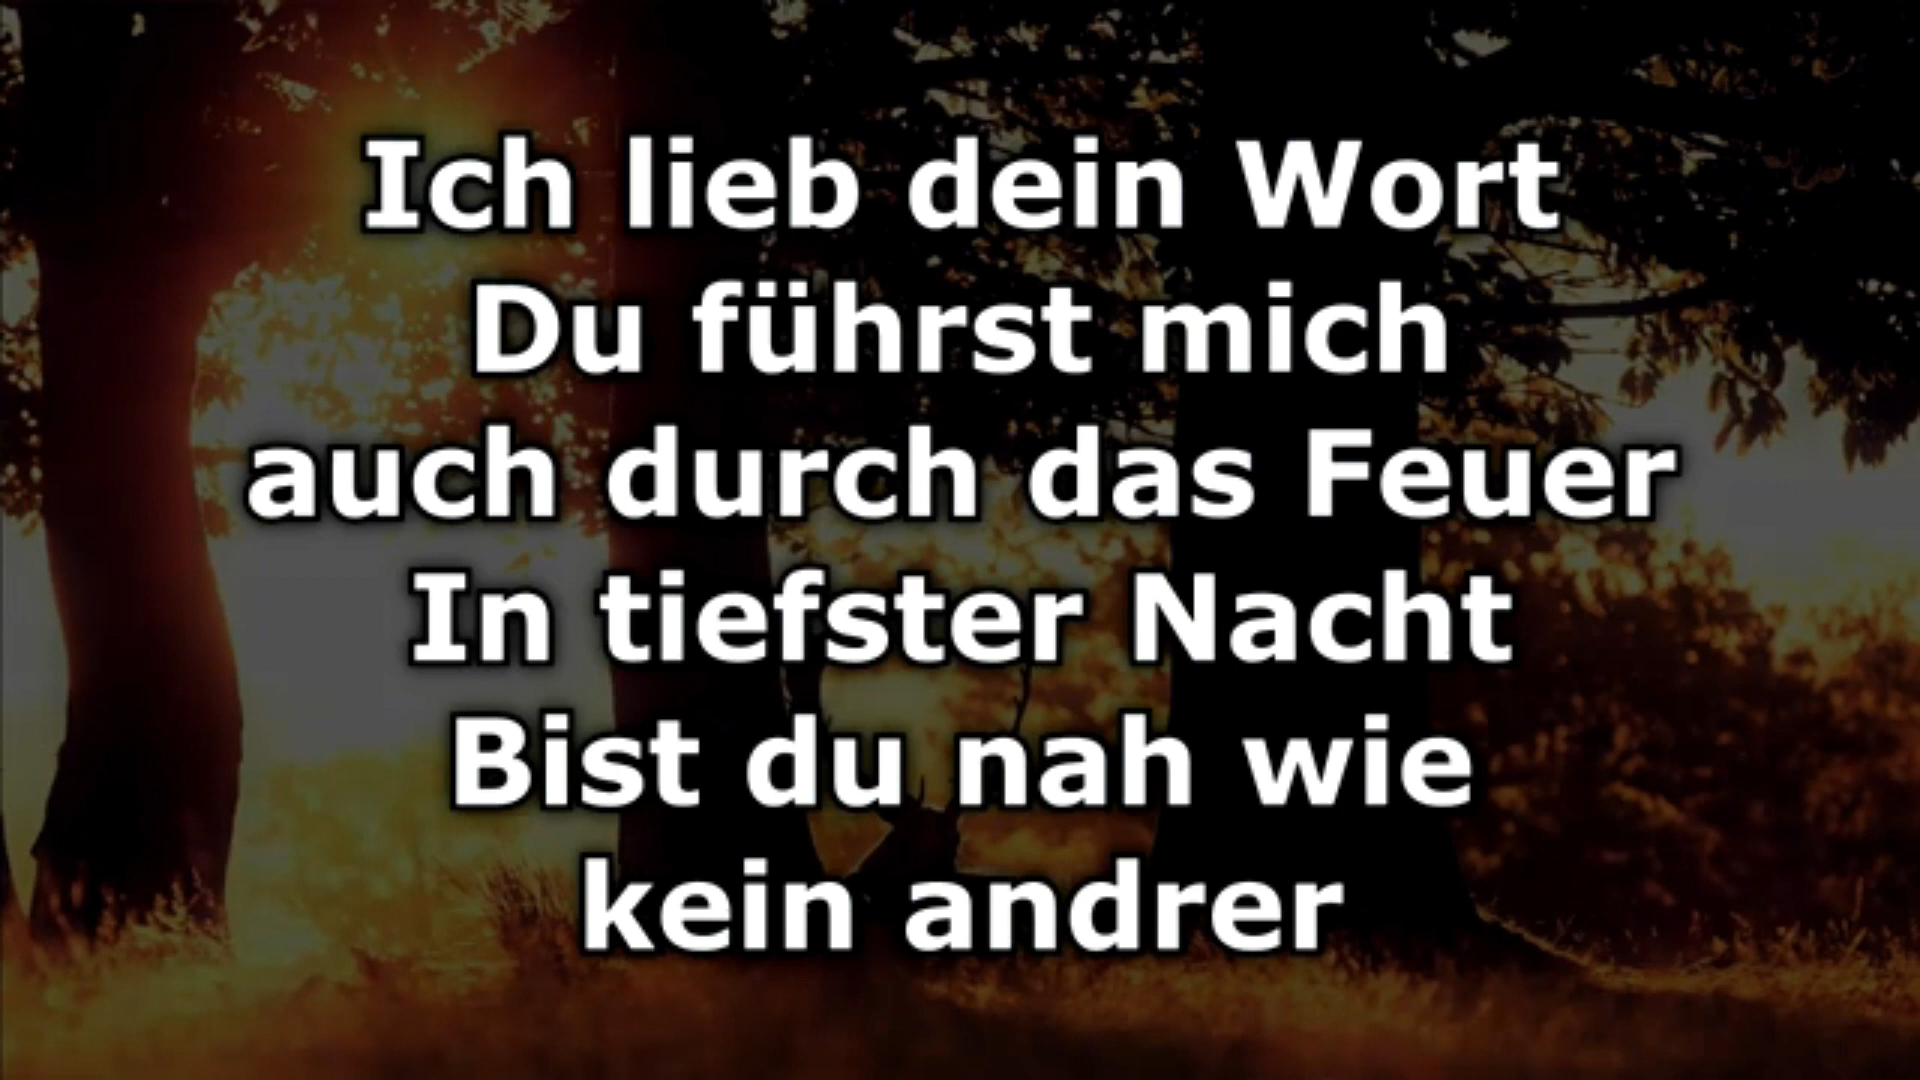 Ich lieb dein Wort
Du führst mich
auch durch das Feuer
In tiefster Nacht
Bist du nah wie
kein andrer